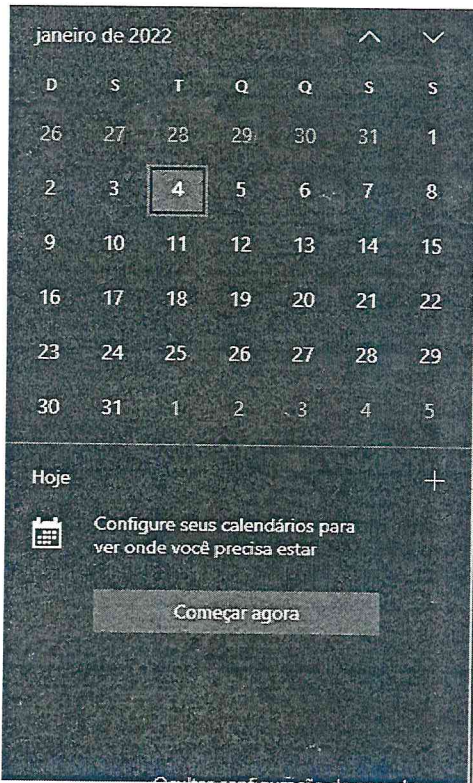 janeiro de 2022
D S T Q Q S S
26 27 28 29 30 31 1
2 3 4 5 6 7 8
9 10 11 12 13 14 15
16 17 18 19 20 21 22
23 24 25 26 27 28 29
30 31 1 2 3 4 5
Hoje
Configure seus calendários para
ver onde você precisa estar
Começar agora
Ocultar configuração